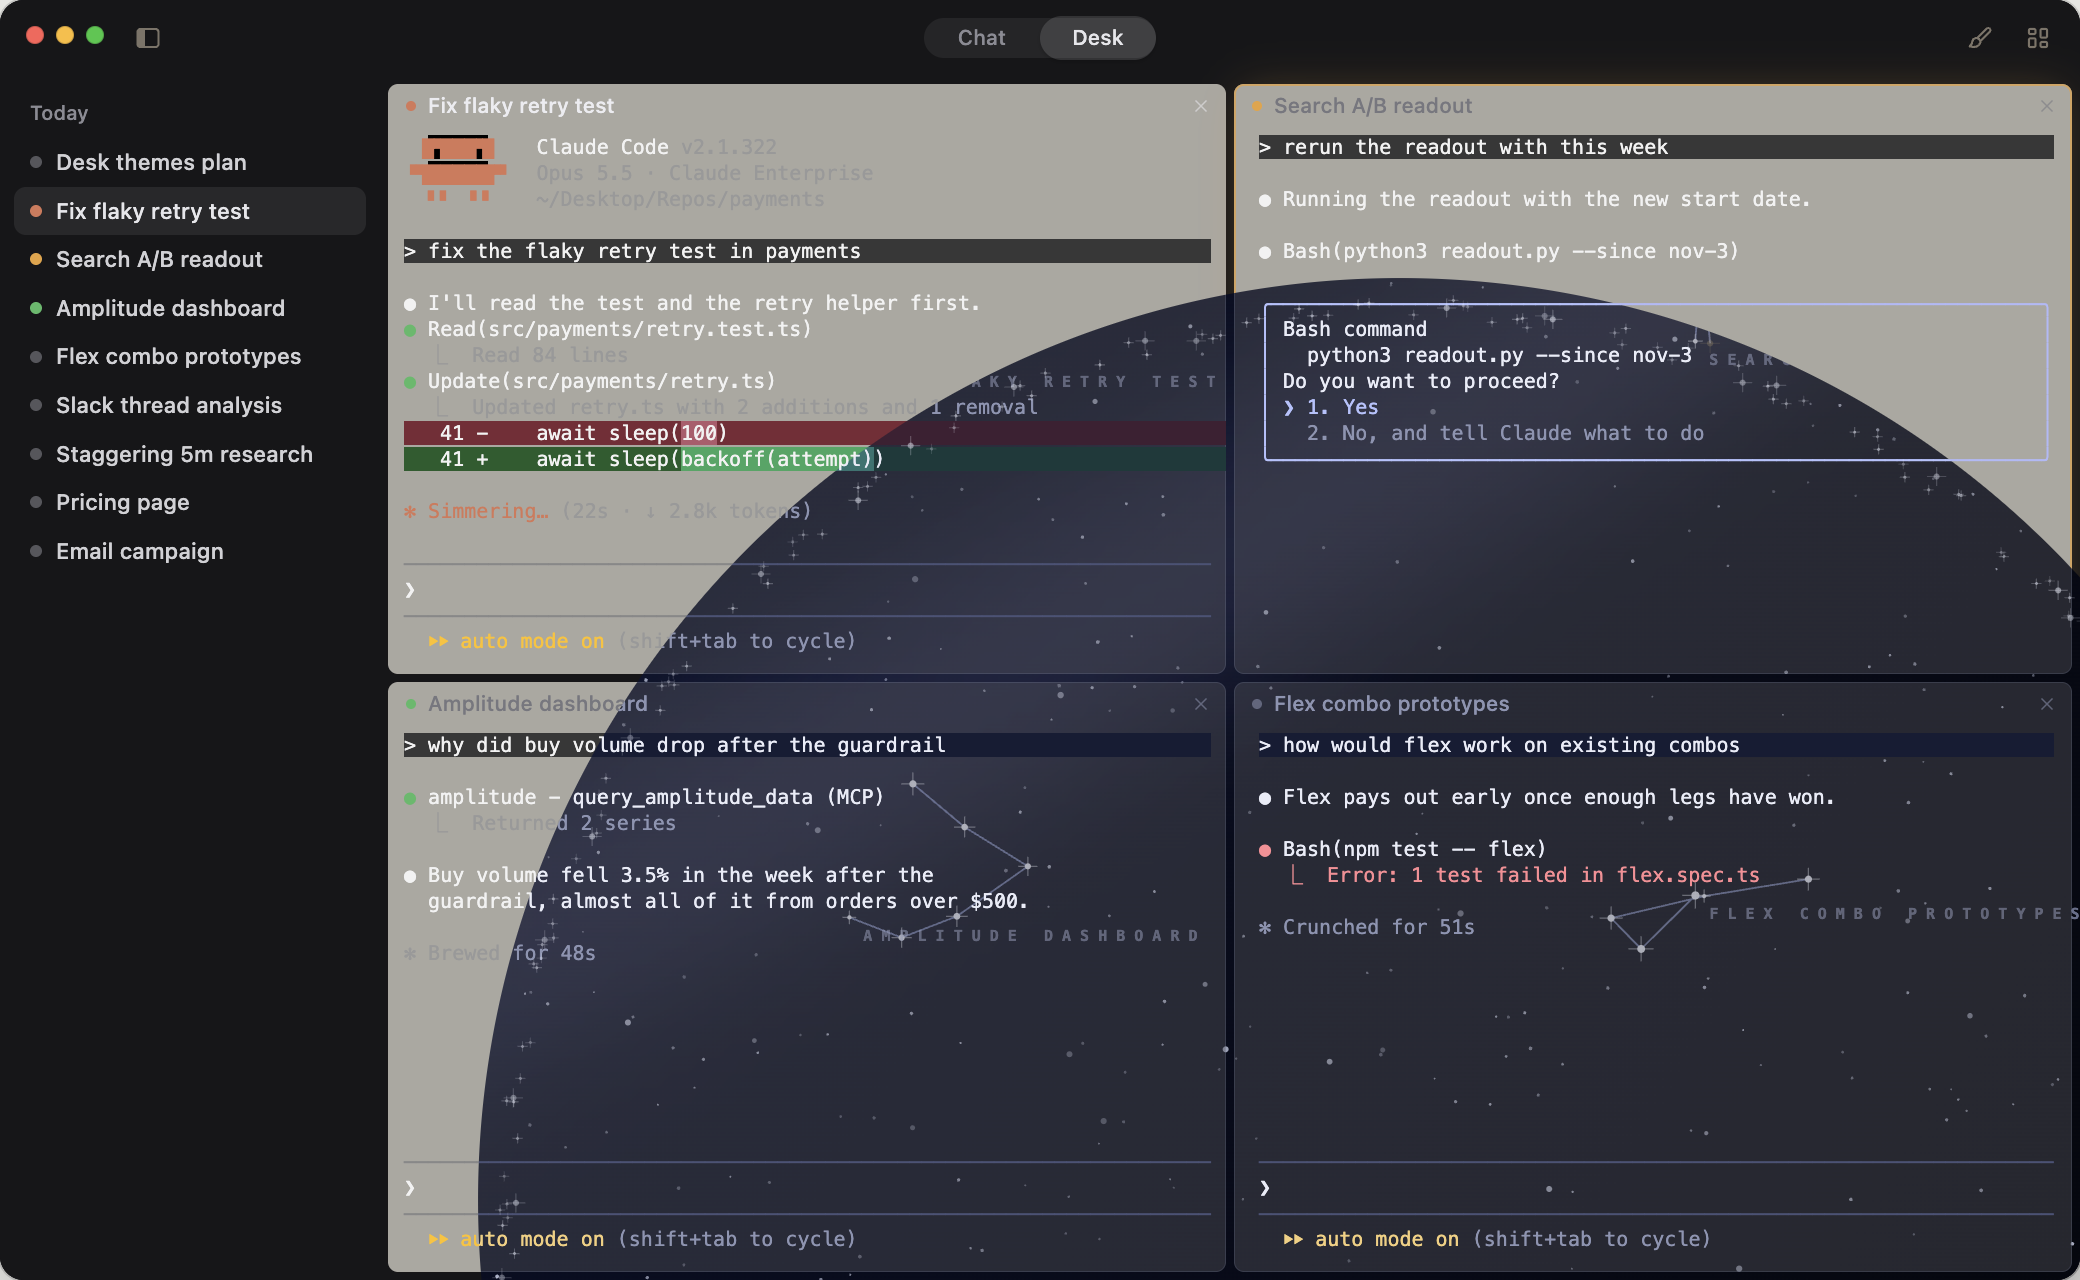 Chat
Desk
Today
Desk themes plan
Fix flaky retry test
Search A/B readout
Amplitude dashboard
Flex combo prototypes
Slack thread analysis
Staggering 5m research
Pricing page
Email campaign
Fix flaky retry test
Claude Code v2.1.322
Opus 5.5 · Claude Enterprise
~/Desktop/Repos/payments
> fix the flaky retry test in payments
● I'll read the test and the retry helper first.
● Read(src/payments/retry.test.ts)
⎿ Read 84 lines
● Update(src/payments/retry.ts)
AKY RETRY TEST
⎿ Updated retry.ts with 2 additions and 1 removal
41 - await sleep(100)
41 + await sleep(backoff(attempt))
✻ Simmering… (22s · ↓ 2.8k tokens)
❯
⏵⏵ auto mode on (shift+tab to cycle)
Search A/B readout
> rerun the readout with this week
● Running the readout with the new start date.
● Bash(python3 readout.py --since nov-3)
Bash command
python3 readout.py --since nov-3
SEARC
Do you want to proceed?
❯ 1. Yes
2. No, and tell Claude what to do
Amplitude dashboard
> why did buy volume drop after the guardrail
● amplitude - query_amplitude_data (MCP)
⎿ Returned 2 series
● Buy volume fell 3.5% in the week after the
guardrail, almost all of it from orders over $500.
AMPLITUDE DASHBOARD
✻ Brewed for 48s
❯
⏵⏵ auto mode on (shift+tab to cycle)
Flex combo prototypes
> how would flex work on existing combos
● Flex pays out early once enough legs have won.
● Bash(npm test -- flex)
⎿ Error: 1 test failed in flex.spec.ts
FLEX COMBO PROTOTYPES
✻ Crunched for 51s
❯
⏵⏵ auto mode on (shift+tab to cycle)